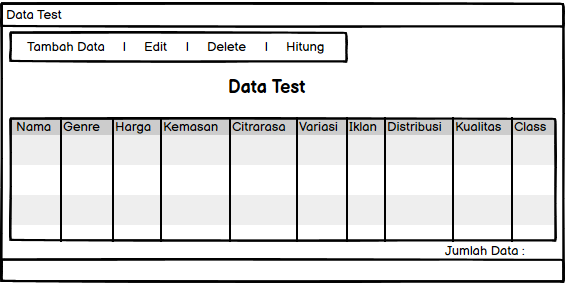 Data Test
Tambah Data | Edit | Delete | Hitung
Data Test
Nama Genre Harga Kemasan Citrarasa Variasi Iklan Distribusi Kualitas Class
Jumlah Data :